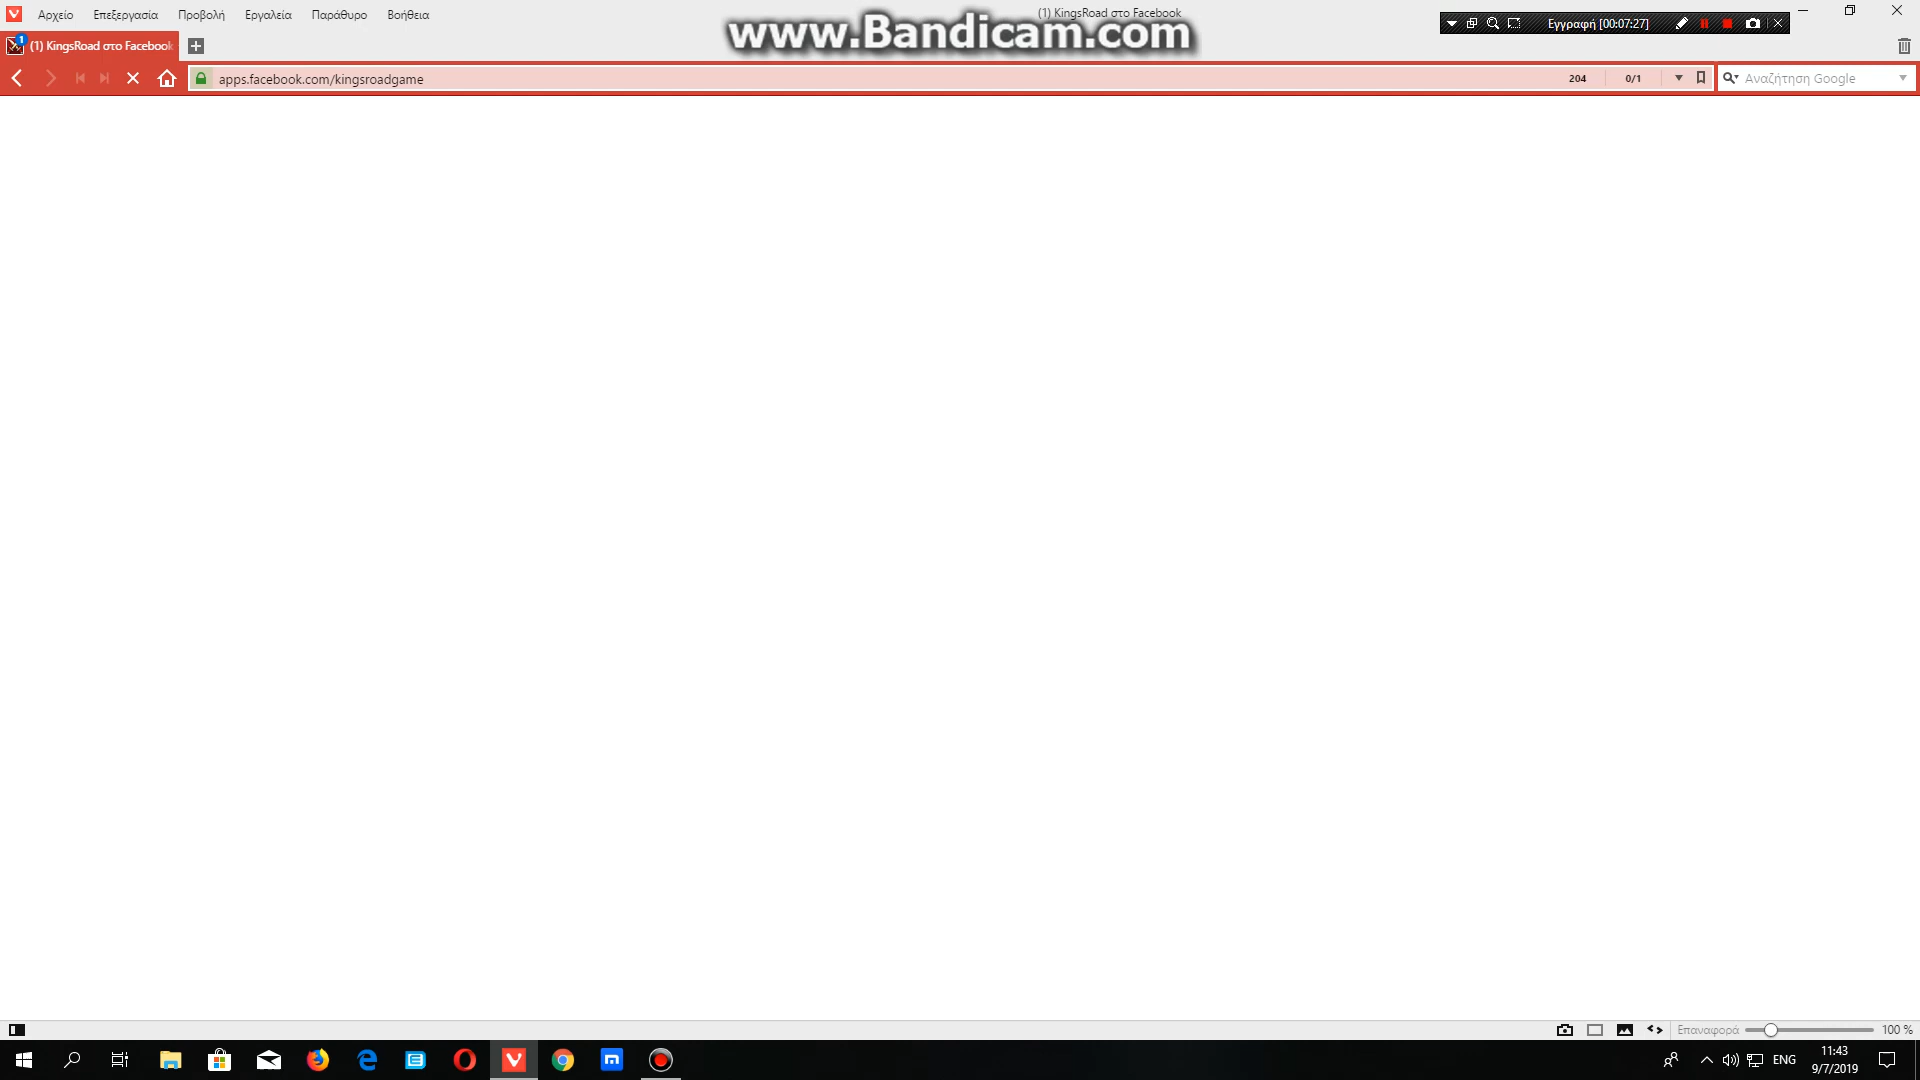 Αρχείο Επεξεργασία Προβολή Εργαλεία Παράθυρο Βοήθεια
(1) KingsRoad στο Facebook
www.Bandicam.com
Εγγραφή [00:07:27]
1 (1) KingsRoad στο Facebook
apps.facebook.com/kingsroadgame 204 0/1 Αναζήτηση Google
Επαναφορά 100 %
ENG 11:43
9/7/2019